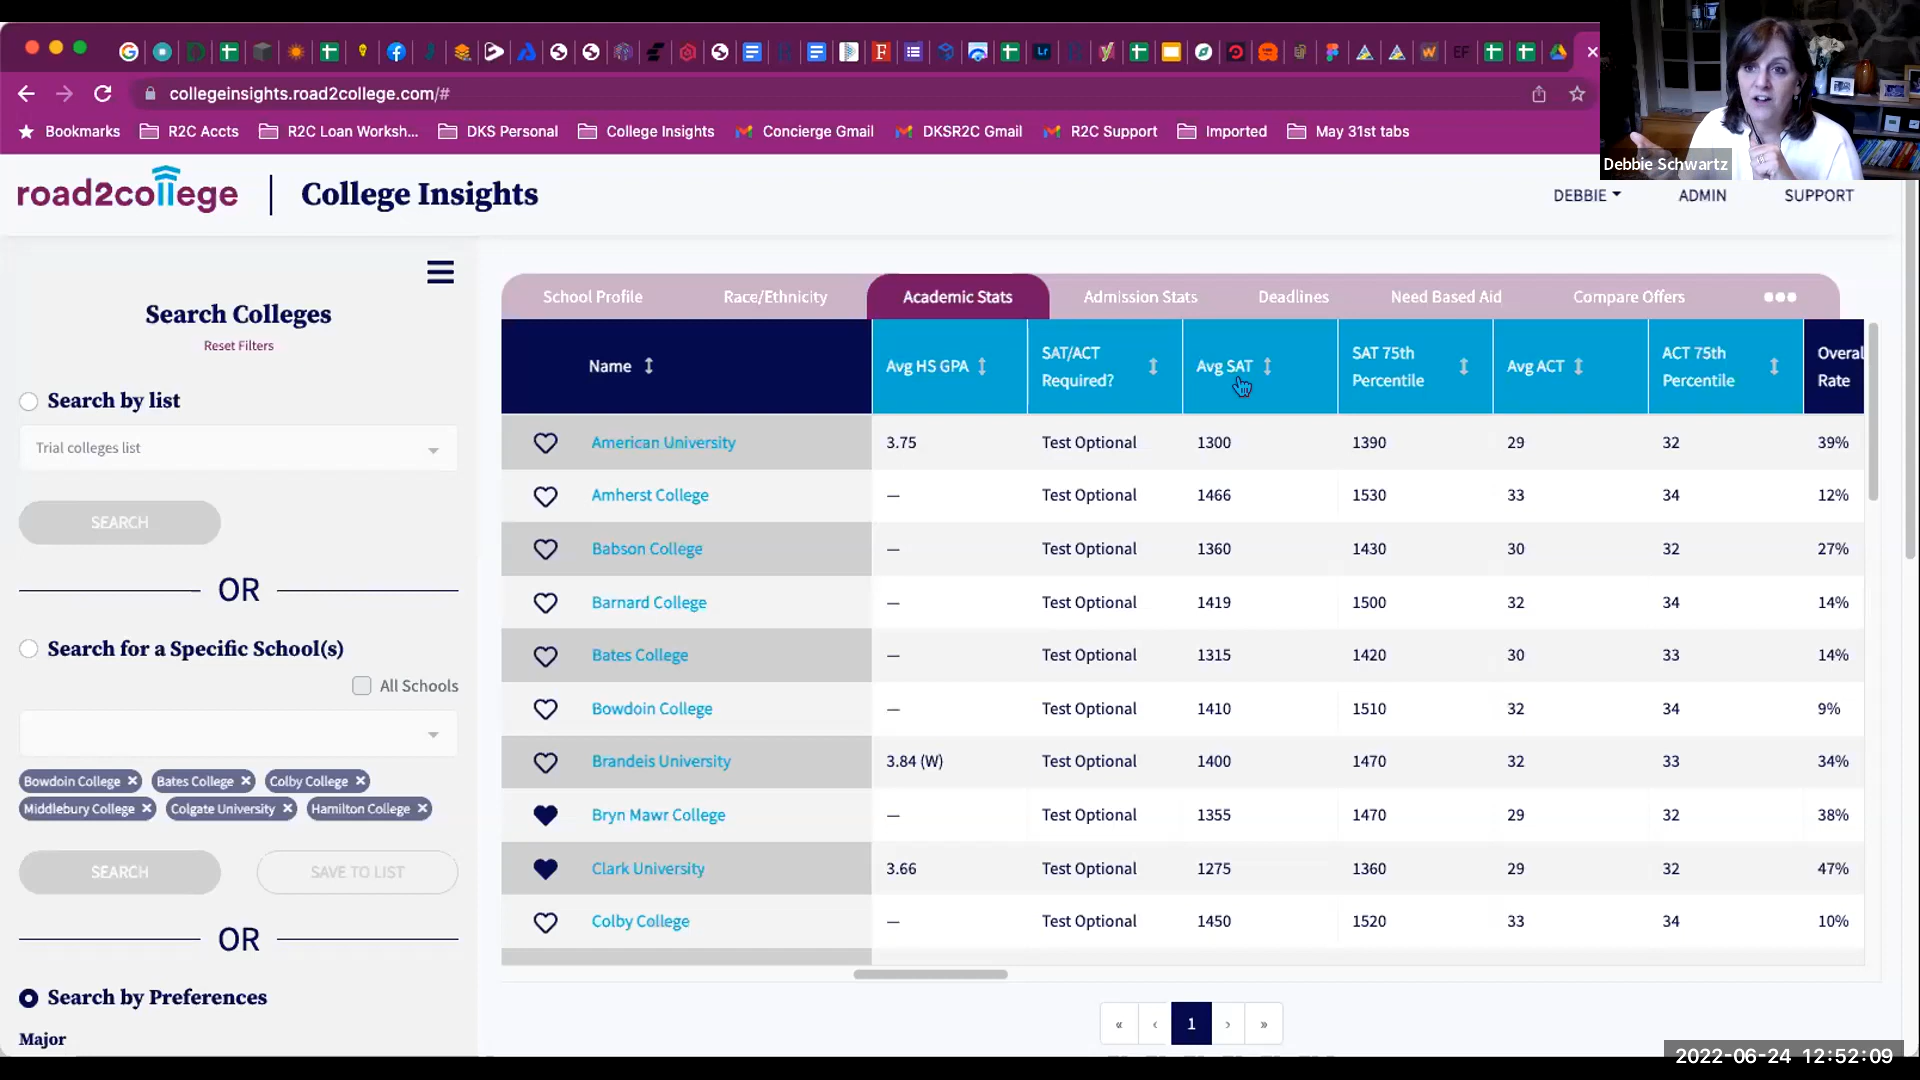 collegeinsights.road2college.com/#
Bookmarks R2C Accts R2C Loan Worksh... DKS Personal College Insights Concierge Gmail DKSR2C Gmail R2C Support Imported May 31st tabs
Debbie Schwartz
road2college | College Insights
DEBBIE ADMIN SUPPORT
Search Colleges
Reset Filters
Search by list
Trial colleges list
SEARCH
OR
Search for a Specific School(s)
All Schools
Bowdoin College × Bates College × Colby College ×
Middlebury College × Colgate University × Hamilton College ×
SEARCH SAVE TO LIST
OR
Search by Preferences
Major
School Profile Race/Ethnicity Academic Stats Admission Stats Deadlines Need Based Aid Compare Offers
Name Avg HS GPA SAT/ACT Required? Avg SAT SAT 75th Percentile Avg ACT ACT 75th Percentile Overal Rate
American University 3.75 Test Optional 1300 1390 29 32 39%
Amherst College — Test Optional 1466 1530 33 34 12%
Babson College — Test Optional 1360 1430 30 32 27%
Barnard College — Test Optional 1419 1500 32 34 14%
Bates College — Test Optional 1315 1420 30 33 14%
Bowdoin College — Test Optional 1410 1510 32 34 9%
Brandeis University 3.84 (W) Test Optional 1400 1470 32 33 34%
Bryn Mawr College — Test Optional 1355 1470 29 32 38%
Clark University 3.66 Test Optional 1275 1360 29 32 47%
Colby College — Test Optional 1450 1520 33 34 10%
« ‹ 1 › »
2022-06-24 12:52:09